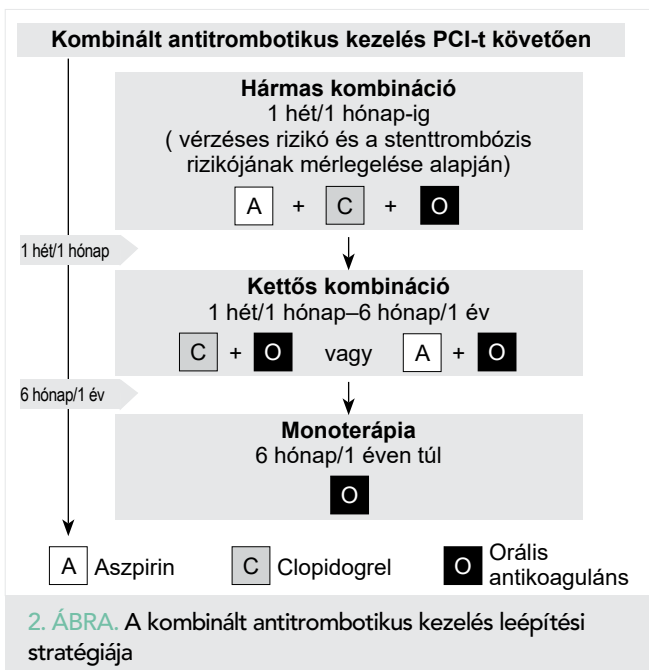 Kombinált antitrombotikus kezelés PCI-t követően
Hármas kombináció
1 hét/1 hónap-ig
( vérzéses rizikó és a stenttrombózis
rizikójának mérlegelése alapján)
A + C + O
1 hét/1 hónap
Kettős kombináció
1 hét/1 hónap–6 hónap/1 év
C + O vagy A + O
6 hónap/1 év
Monoterápia
6 hónap/1 éven túl
O
A Aszpirin C Clopidogrel O Orális
antikoaguláns
2. ÁBRA. A kombinált antitrombotikus kezelés leépítési
stratégiája